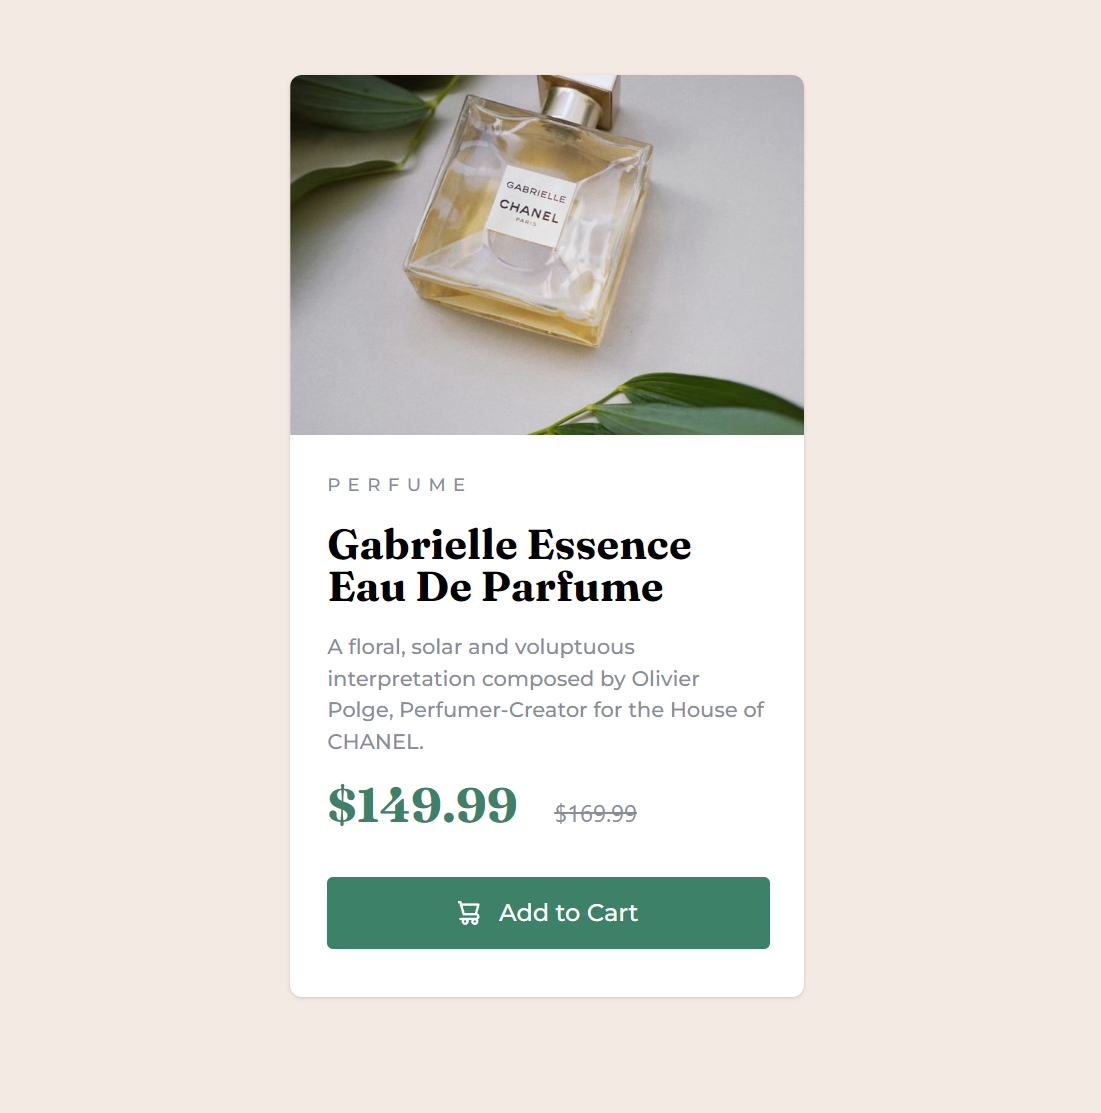 GABRIELLE
CHANEL
PARIS
PERFUME
Gabrielle Essence
Eau De Parfume
A floral, solar and voluptuous
interpretation composed by Olivier
Polge, Perfumer-Creator for the House of
CHANEL.
$149.99 $169.99
Add to Cart